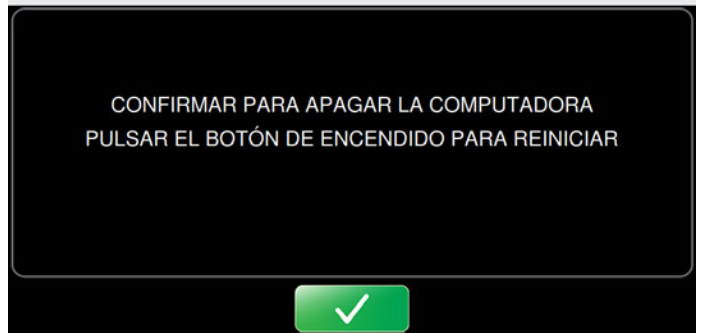 CONFIRMAR PARA APAGAR LA COMPUTADORA
PULSAR EL BOTÓN DE ENCENDIDO PARA REINICIAR